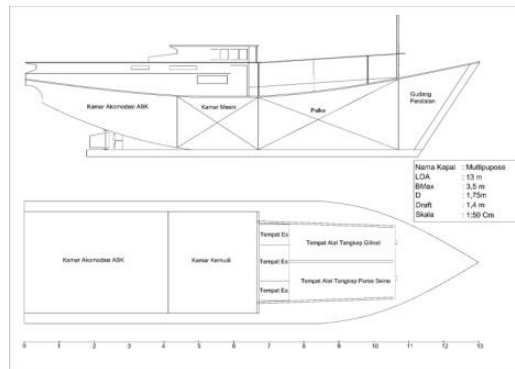 Kamar Akomodasi ABK
Kamar Mesin
Palka
Gudang
Peralatan
Nama Kapal : Multipupose
LOA : 13 m
BMax : 3,5 m
D : 1,75m
Draft : 1,4 m
Skala : 1:50 Cm
Kamar Akomodasi ABK
Kamar Kemudi
Tempat Es
Tempat Es
Tempat Es
Tempat Alat Tangkap Gillnet
Tempat Alat Tangkap Purse Seine
0 1 2 3 4 5 6 7 8 9 10 11 12 13